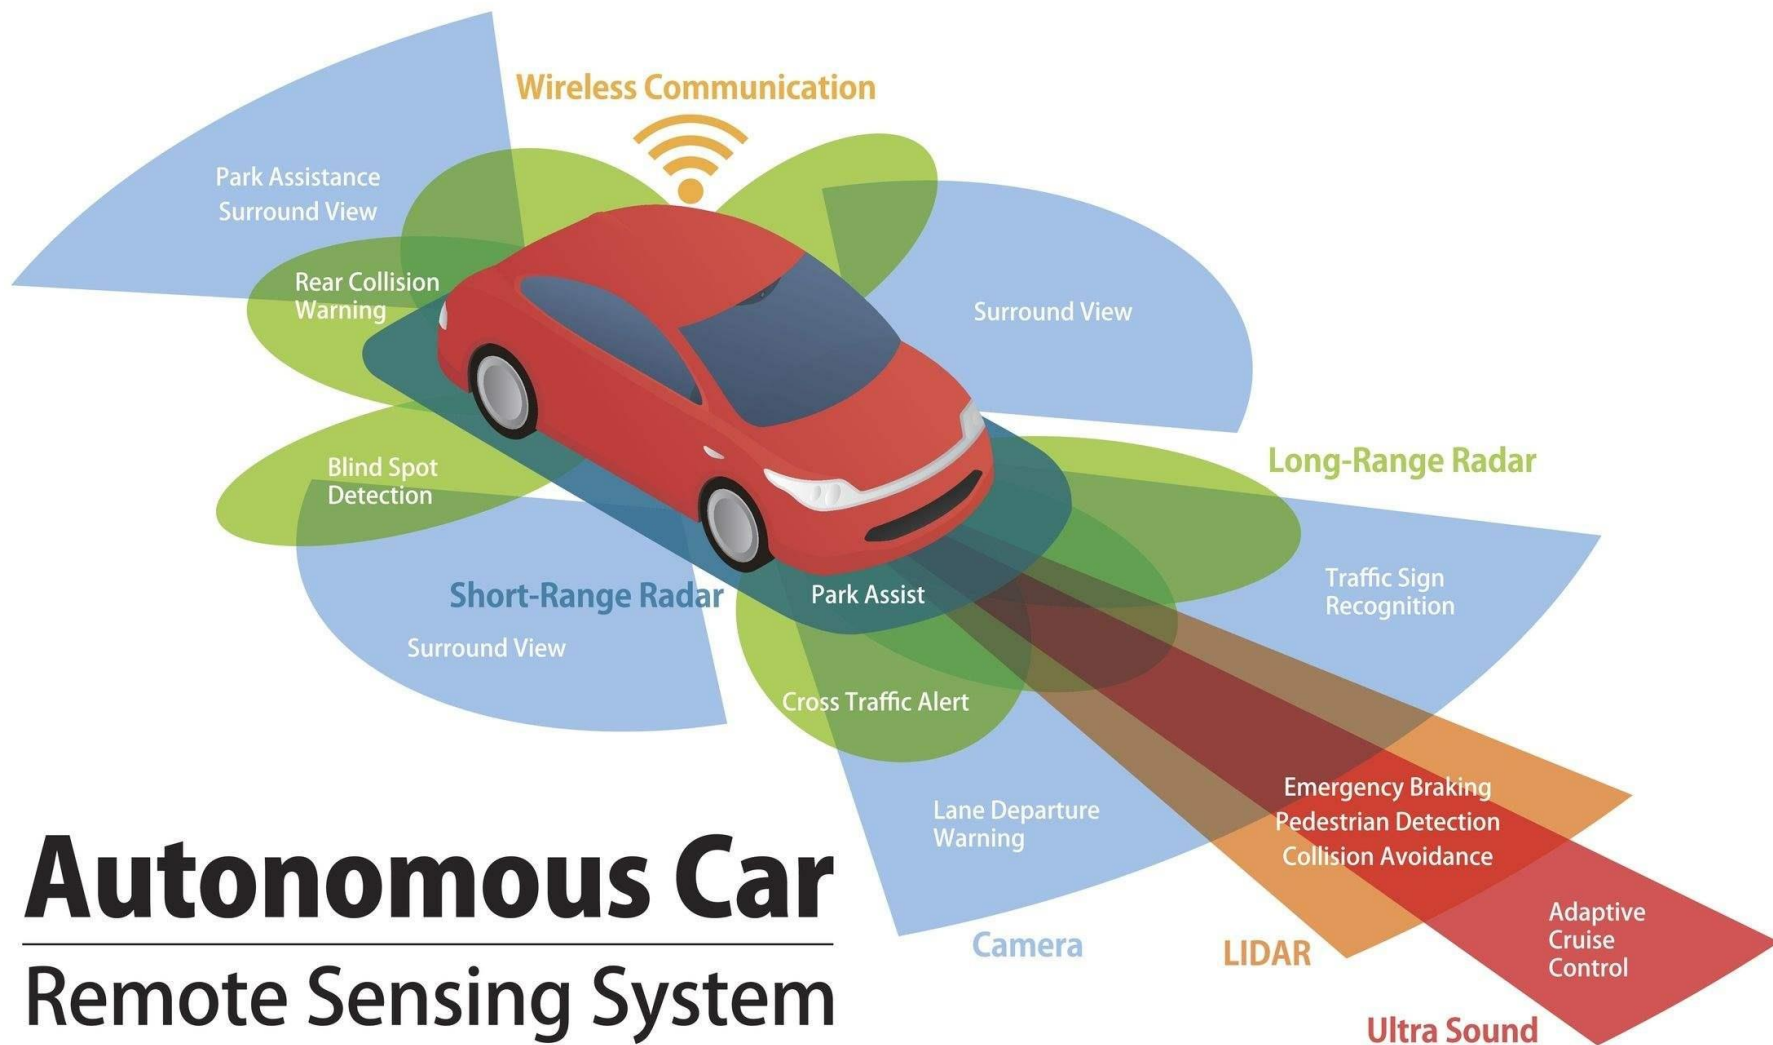 Wireless Communication
Park Assistance
Surround View
Rear Collision
Warning
Surround View
Blind Spot
Detection
Long-Range Radar
Short-Range Radar
Park Assist
Traffic Sign
Recognition
Surround View
Cross Traffic Alert
Lane Departure
Warning
Emergency Braking
Pedestrian Detection
Collision Avoidance
Adaptive
Cruise
Control
Camera
LIDAR
Ultra Sound
Autonomous Car
Remote Sensing System